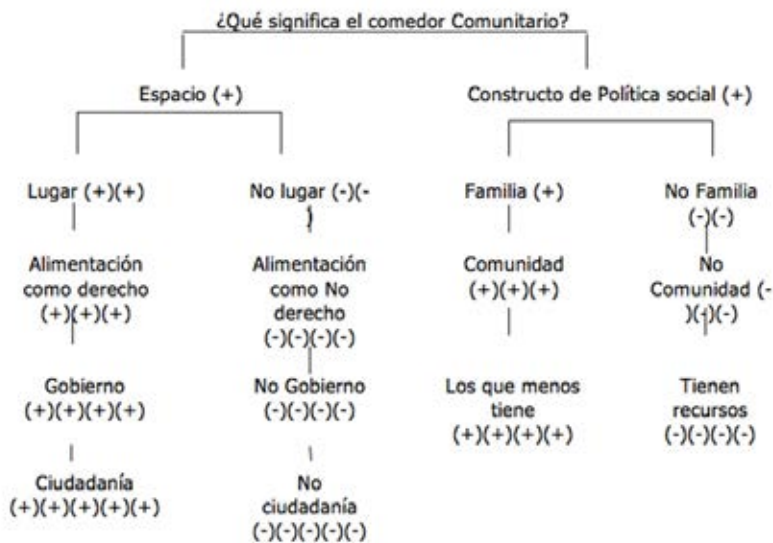 ¿Qué significa el comedor Comunitario?
Espacio (+)
Constructo de Política social (+)
Lugar (+)(+)
No lugar (-)(-
)
Familia (+)
No Familia
(-)(-)
Alimentación
como derecho
(+)(+)(+)
Alimentación
como No
derecho
(-)(-)(-)(-)
Comunidad
(+)(+)(+)
No
Comunidad (-
)(-)(-)
Gobierno
(+)(+)(+)(+)
No Gobierno
(-)(-)(-)(-)
Los que menos
tiene
(+)(+)(+)(+)
Tienen
recursos
(-)(-)(-)(-)
Ciudadanía
(+)(+)(+)(+)(+)
No
ciudadanía
(-)(-)(-)(-)(-)